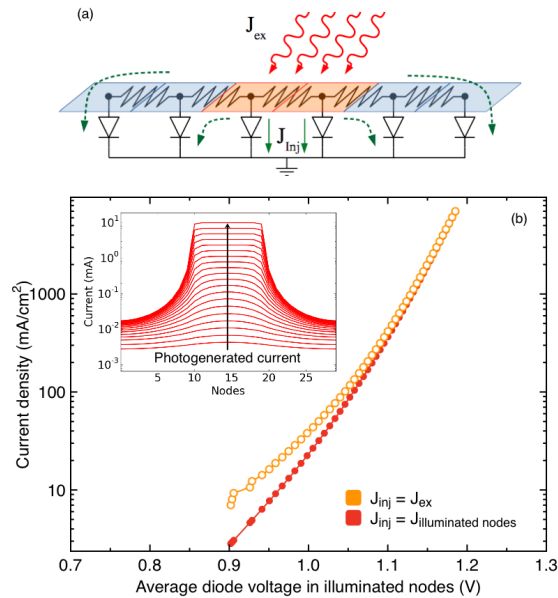 (a)
J_ex
J_Inj
(b)
Current density (mA/cm²)
1000
100
10
0.7 0.8 0.9 1.0 1.1 1.2 1.3
Average diode voltage in illuminated nodes (V)
Current (mA)
10¹
10⁰
10⁻¹
10⁻²
10⁻³
Photogenerated current
5 10 15 20 25
Nodes
J_inj = J_ex
J_inj = J_illuminated nodes